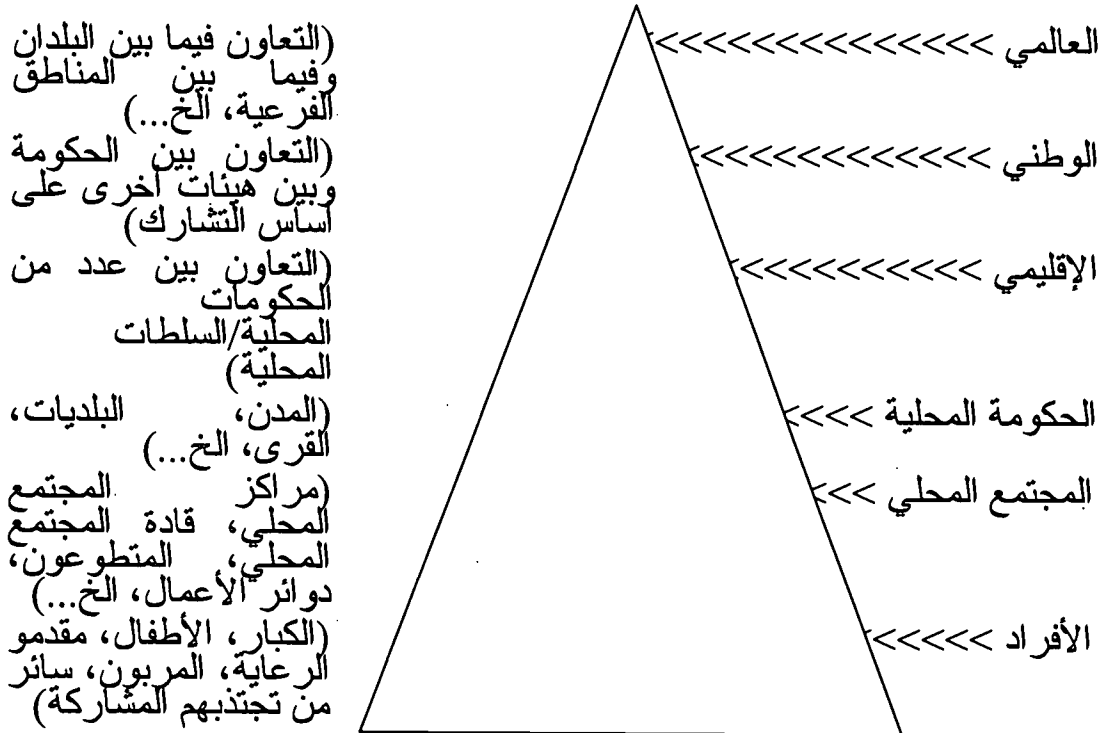 العالمي >>>>>>>>>>>>>>>
(التعاون فيما بين البلدان
وفيما بين المناطق
الفرعية، الخ...)
الوطني >>>>>>>>>>>>>
(التعاون بين الحكومة
وبين هيئات أخرى على
أساس التشارك)
الإقليمي >>>>>>>>>>>
(التعاون بين عدد من
الحكومات
المحلية/السلطات
المحلية)
الحكومة المحلية >>>>
(المدن، البلديات،
القرى، الخ...)
المجتمع المحلي >>>
(مراكز المجتمع
المحلي، قادة المجتمع
المحلي، المتطوعون،
دوائر الأعمال، الخ...)
الأفراد >>>>>>
(الكبار، الأطفال، مقدمو
الرعاية، المربون، سائر
من تجتذبهم المشاركة)